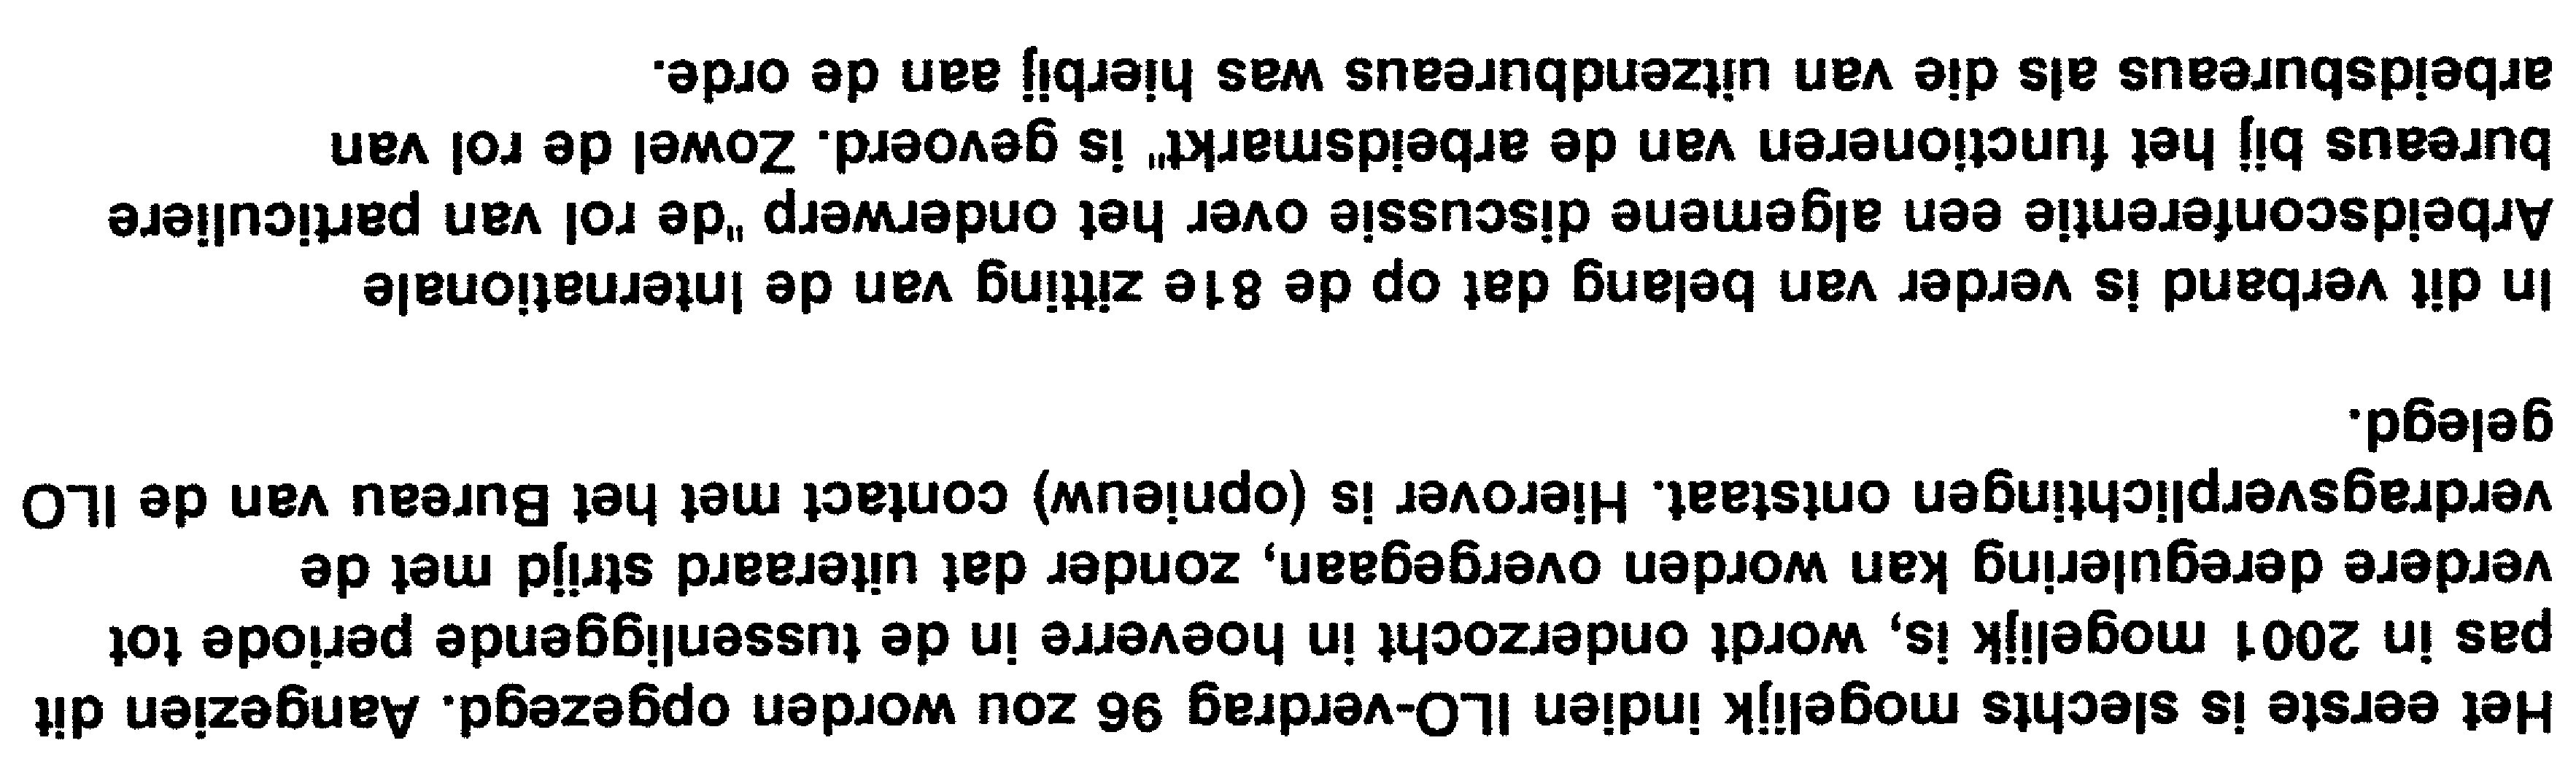 Het eerste is slechts mogelijk indien ILO-verdrag 96 zou worden opgezegd. Aangezien dit
pas in 2001 mogelijk is, wordt onderzocht in hoeverre in de tussenliggende periode tot
verdere deregulering kan worden overgegaan, zonder dat uiteraard strijd met de
verdragsverplichtingen ontstaat. Hierover is (opnieuw) contact met het Bureau van de ILO
gelegd.
In dit verband is verder van belang dat op de 81e zitting van de Internationale
Arbeidsconferentie een algemene discussie over het onderwerp "de rol van particuliere
bureaus bij het functioneren van de arbeidsmarkt" is gevoerd. Zowel de rol van
arbeidsbureaus als die van uitzendbureaus was hierbij aan de orde.